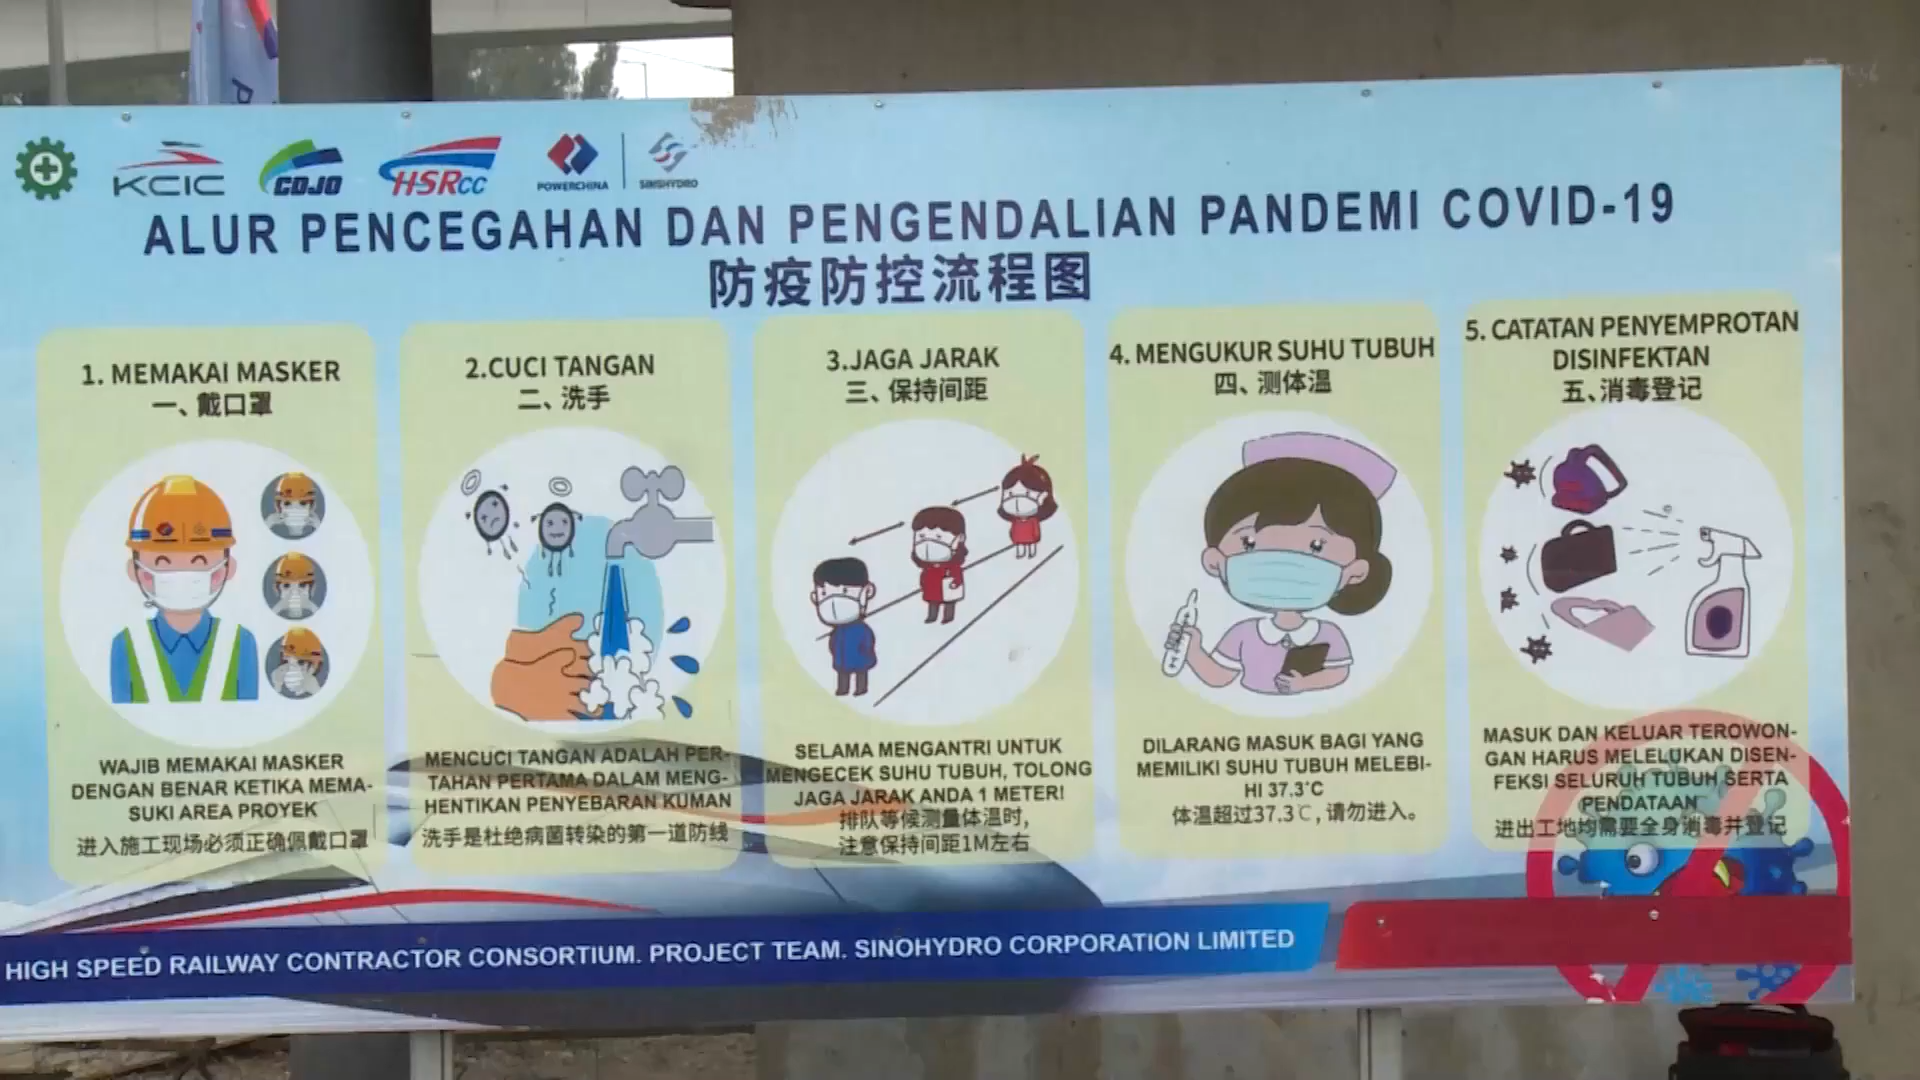 KCIC
CDJO
HSRCC
POWERCHINA
SINOHYDRO
ALUR PENCEGAHAN DAN PENGENDALIAN PANDEMI COVID-19
防疫防控流程图
1. MEMAKAI MASKER
一、戴口罩
WAJIB MEMAKAI MASKER
DENGAN BENAR KETIKA MEMA-
SUKI AREA PROYEK
进入施工现场必须正确佩戴口罩
2.CUCI TANGAN
二、洗手
MENCUCI TANGAN ADALAH PER-
TAHAN PERTAMA DALAM MENG-
HENTIKAN PENYEBARAN KUMAN
洗手是杜绝病菌转染的第一道防线
3.JAGA JARAK
三、保持间距
SELAMA MENGANTRI UNTUK
MENGECEK SUHU TUBUH, TOLONG
JAGA JARAK ANDA 1 METER!
排队等候测量体温时,
注意保持间距1M左右
4. MENGUKUR SUHU TUBUH
四、测体温
DILARANG MASUK BAGI YANG
MEMILIKI SUHU TUBUH MELEBI-
HI 37.3°C
体温超过37.3℃, 请勿进入。
5. CATATAN PENYEMPROTAN
DISINFEKTAN
五、消毒登记
MASUK DAN KELUAR TEROWON-
GAN HARUS MELELUKAN DISEN-
FEKSI SELURUH TUBUH SERTA
PENDATAAN
进出工地均需要全身消毒并登记
HIGH SPEED RAILWAY CONTRACTOR CONSORTIUM. PROJECT TEAM. SINOHYDRO CORPORATION LIMITED